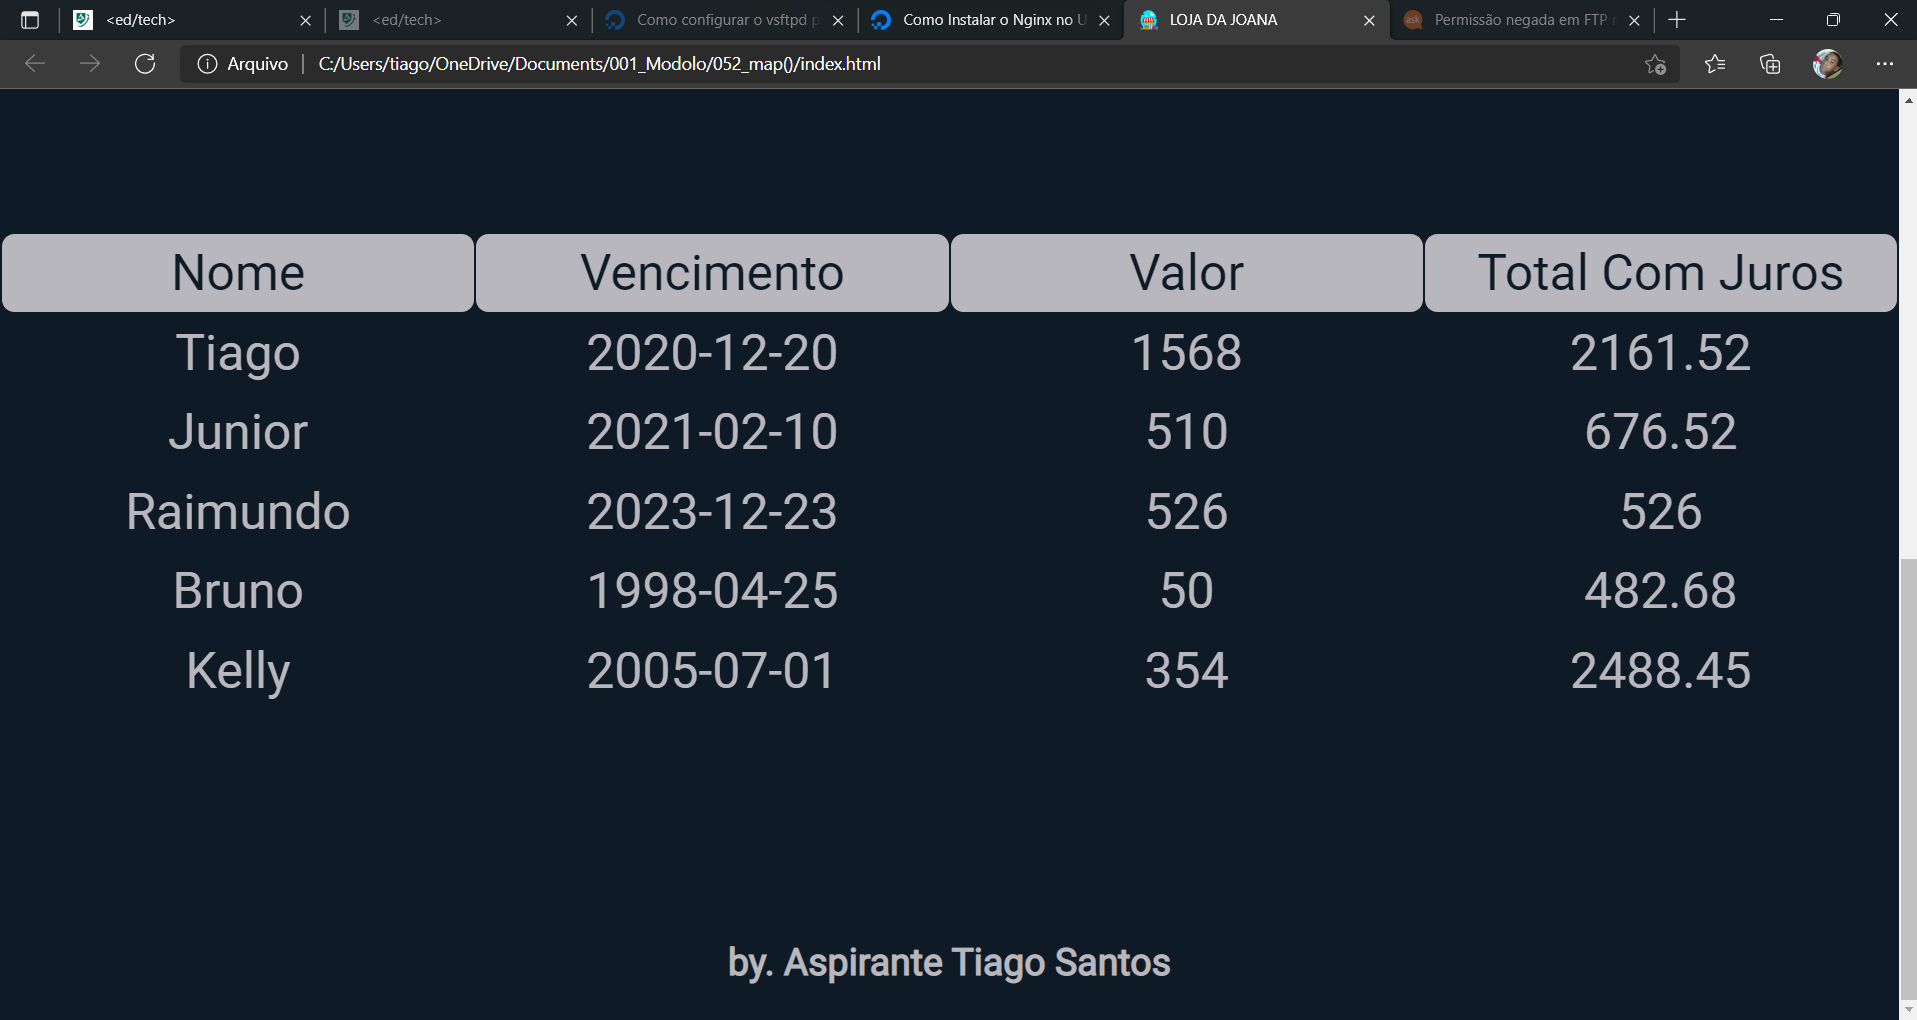 <ed/tech>
<ed/tech>
Como configurar o vsftpd p
Como Instalar o Nginx no U
LOJA DA JOANA
Permissão negada em FTP
Arquivo
C:/Users/tiago/OneDrive/Documents/001_Modolo/052_map()/index.html
Nome Vencimento Valor Total Com Juros
Tiago 2020-12-20 1568 2161.52
Junior 2021-02-10 510 676.52
Raimundo 2023-12-23 526 526
Bruno 1998-04-25 50 482.68
Kelly 2005-07-01 354 2488.45
by. Aspirante Tiago Santos